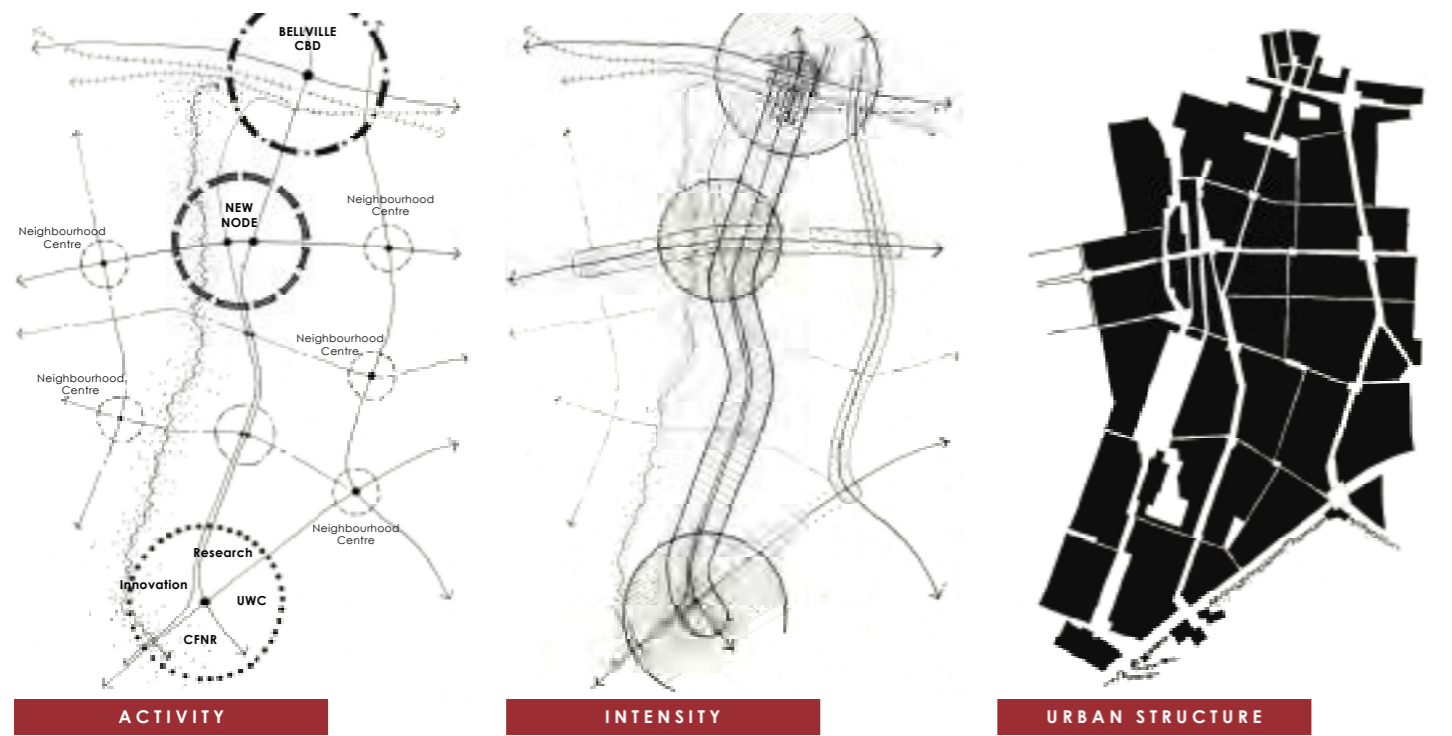 BELLVILLE
CBD
Neighbourhood
Centre
NEW
NODE
Neighbourhood
Centre
Neighbourhood
Centre
Neighbourhood
Centre
Neighbourhood
Centre
Research
Innovation
UWC
CFNR
ACTIVITY
INTENSITY
URBAN STRUCTURE